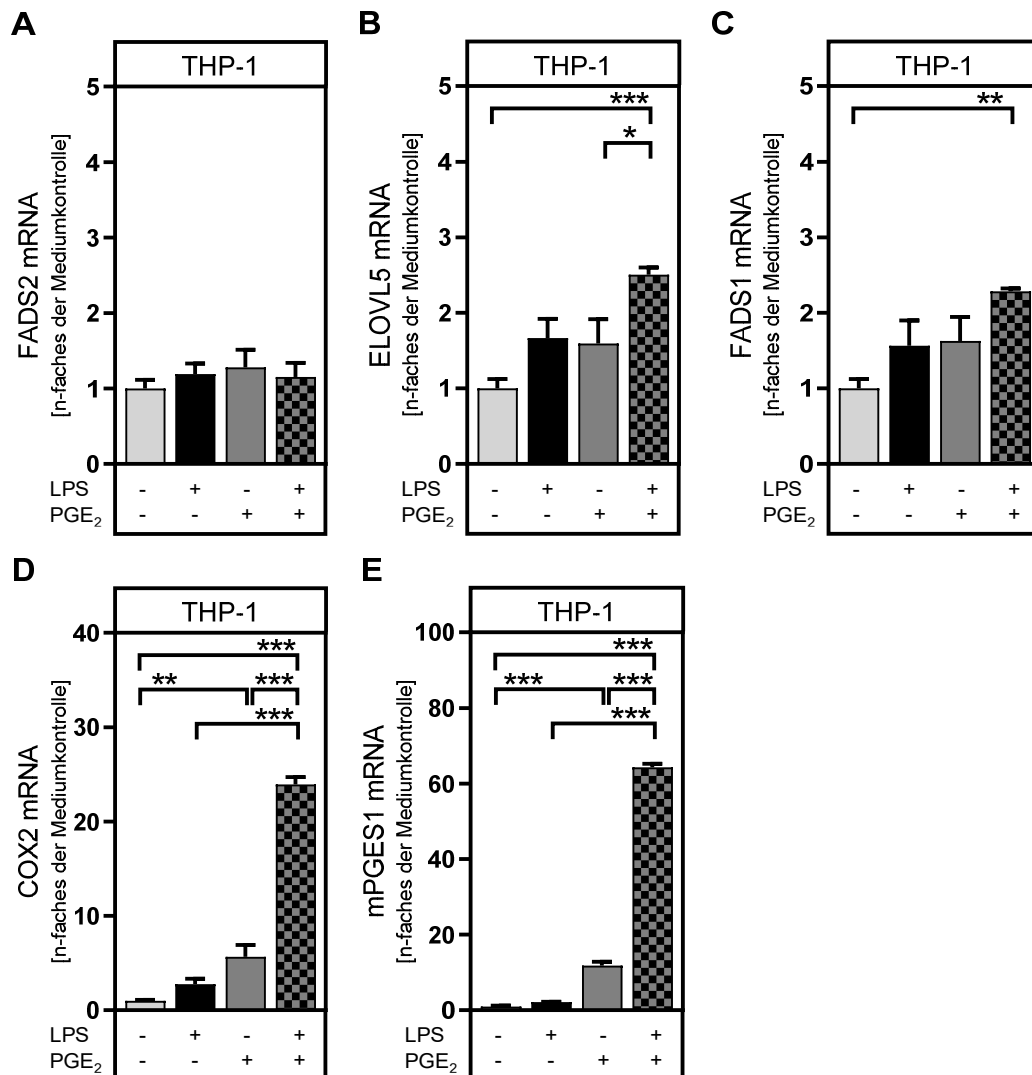 A
THP-1
5
4
3
2
1
0
FADS2 mRNA
[n-faches der Mediumkontrolle]
LPS - + - +
PGE₂ - - + +
B
THP-1
5
4
3
2
1
0
ELOVL5 mRNA
[n-faches der Mediumkontrolle]
***
*
LPS - + - +
PGE₂ - - + +
C
THP-1
5
4
3
2
1
0
FADS1 mRNA
[n-faches der Mediumkontrolle]
**
LPS - + - +
PGE₂ - - + +
D
THP-1
40
30
20
10
0
COX2 mRNA
[n-faches der Mediumkontrolle]
***
** ***
***
LPS - + - +
PGE₂ - - + +
E
THP-1
100
80
60
40
20
0
mPGES1 mRNA
[n-faches der Mediumkontrolle]
***
*** ***
***
LPS - + - +
PGE₂ - - + +